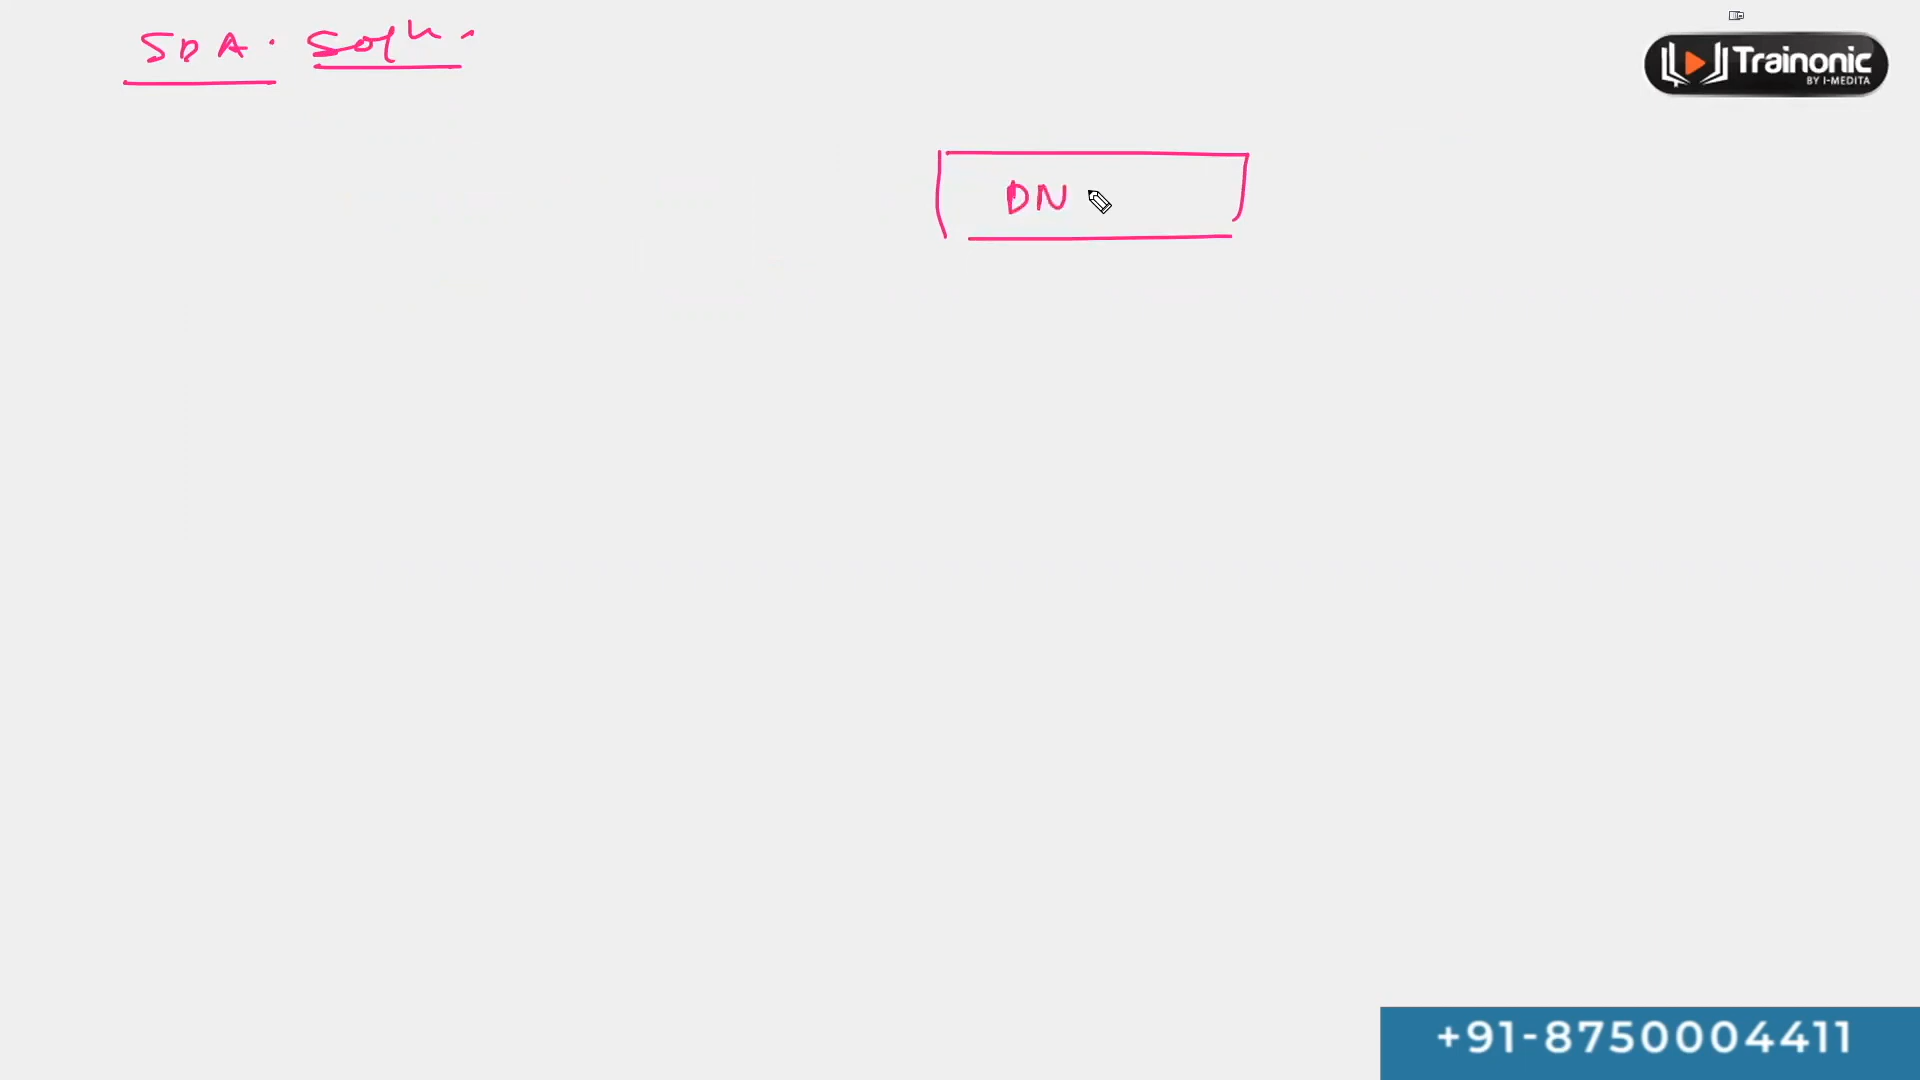 SDA. Soln.
Trainonic
BY I-MEDITA
DN
+91-8750004411